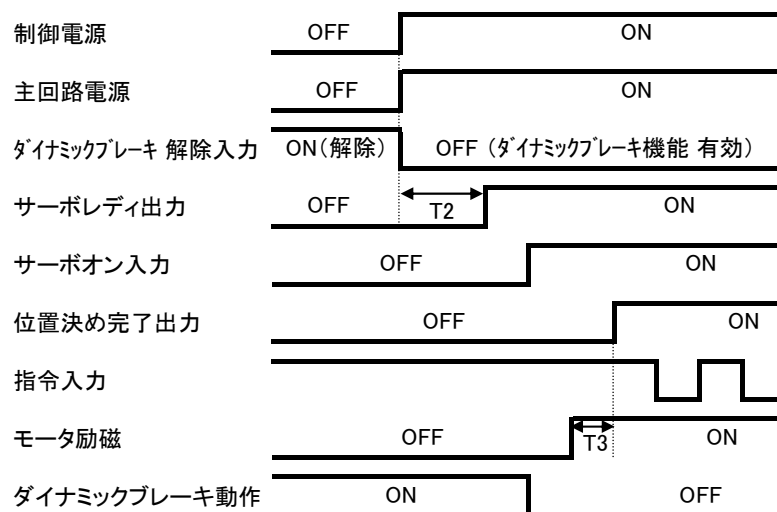 制御電源 OFF ON
主回路電源 OFF ON
ダイナミックブレーキ 解除入力 ON(解除) OFF (ダイナミックブレーキ機能 有効)
サーボレディ出力 OFF T2 ON
サーボオン入力 OFF ON
位置決め完了出力 OFF ON
指令入力
モータ励磁 OFF T3 ON
ダイナミックブレーキ動作 ON OFF